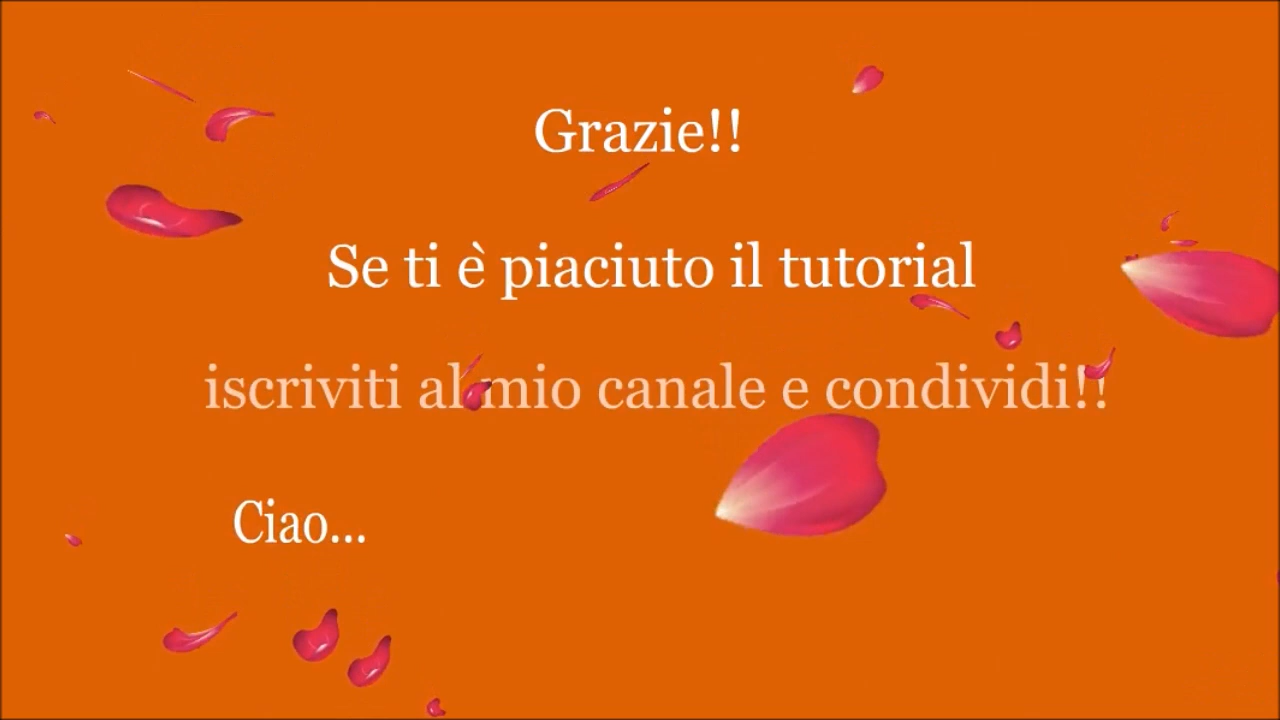 Grazie!!
Se ti è piaciuto il tutorial
iscriviti al mio canale e condividi!!
Ciao...